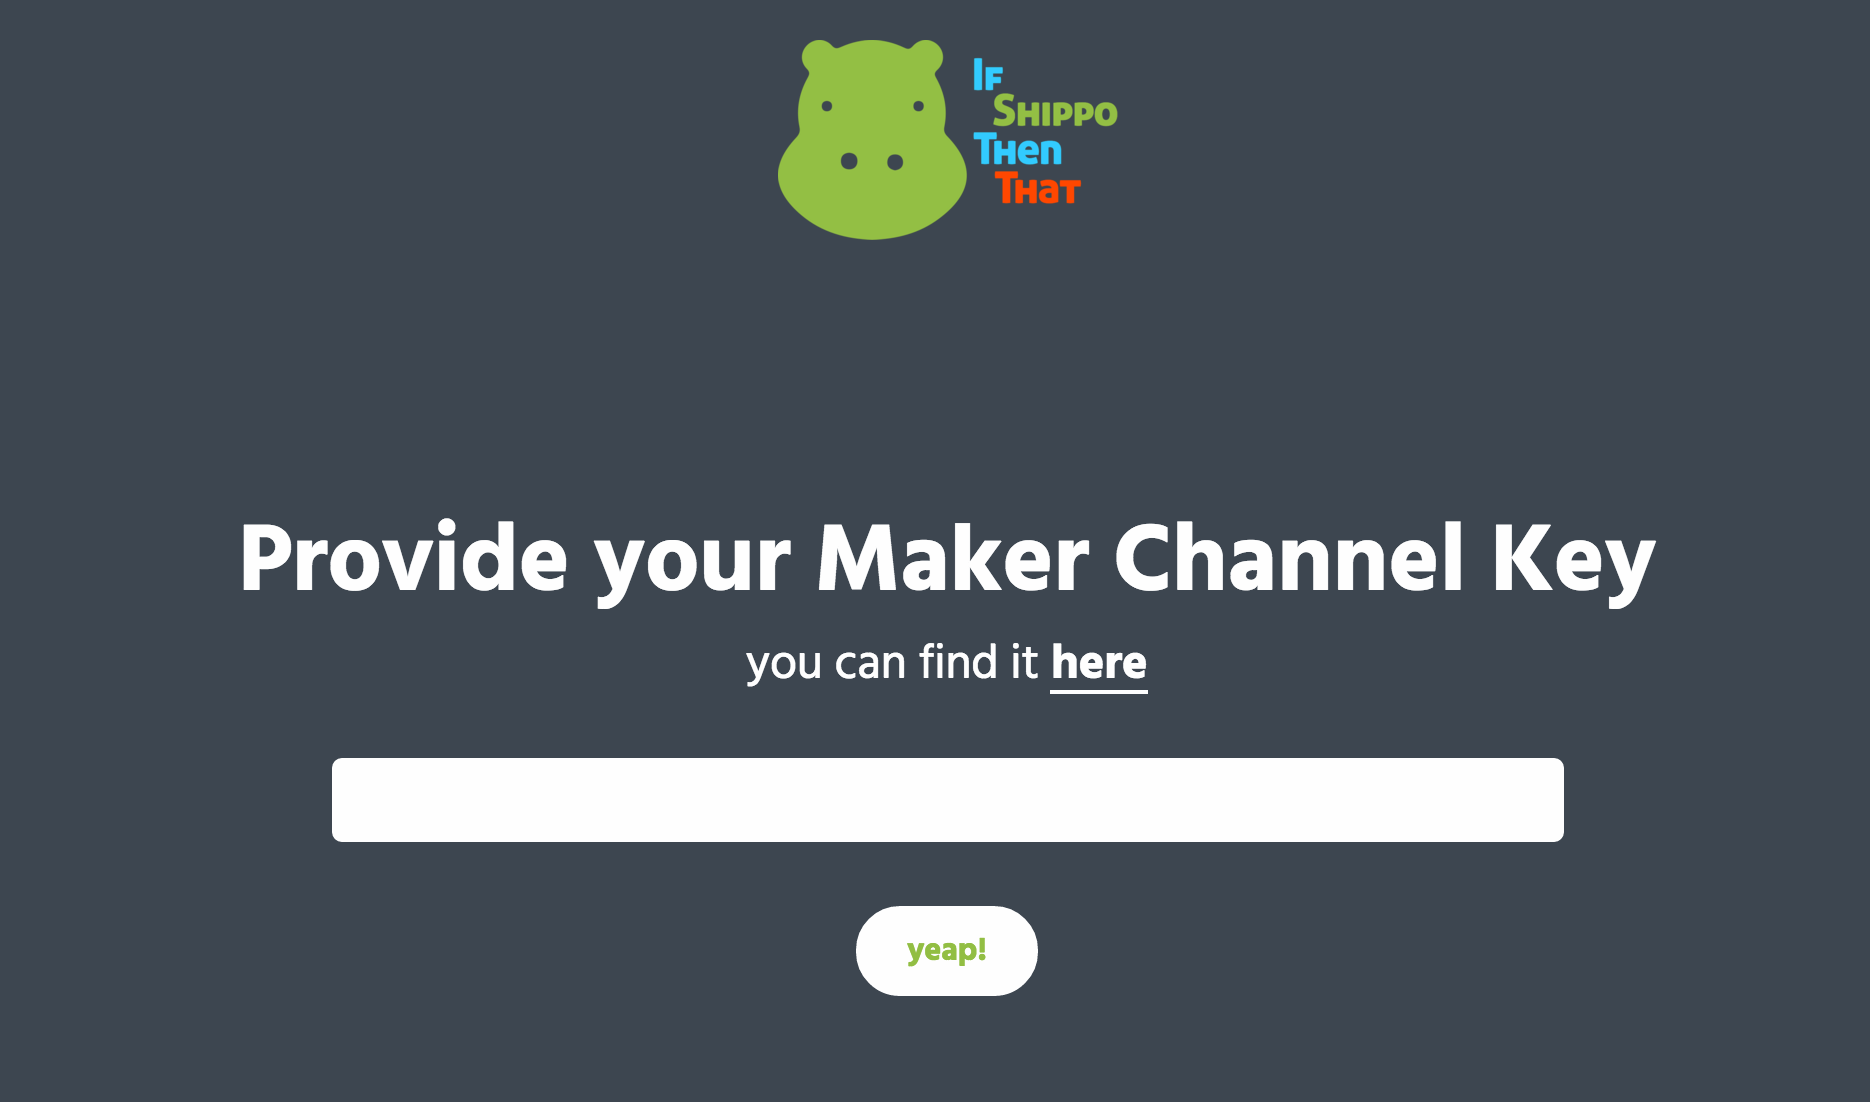 If
Shippo
Then
That
Provide your Maker Channel Key
you can find it here
yeap!